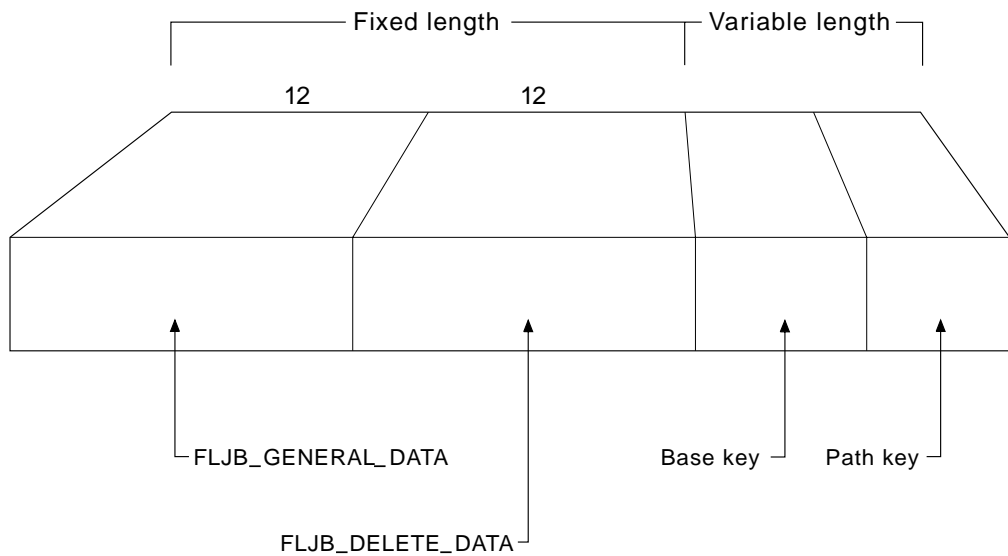 Fixed length Variable length
12 12
FLJB_GENERAL_DATA Base key Path key
FLJB_DELETE_DATA